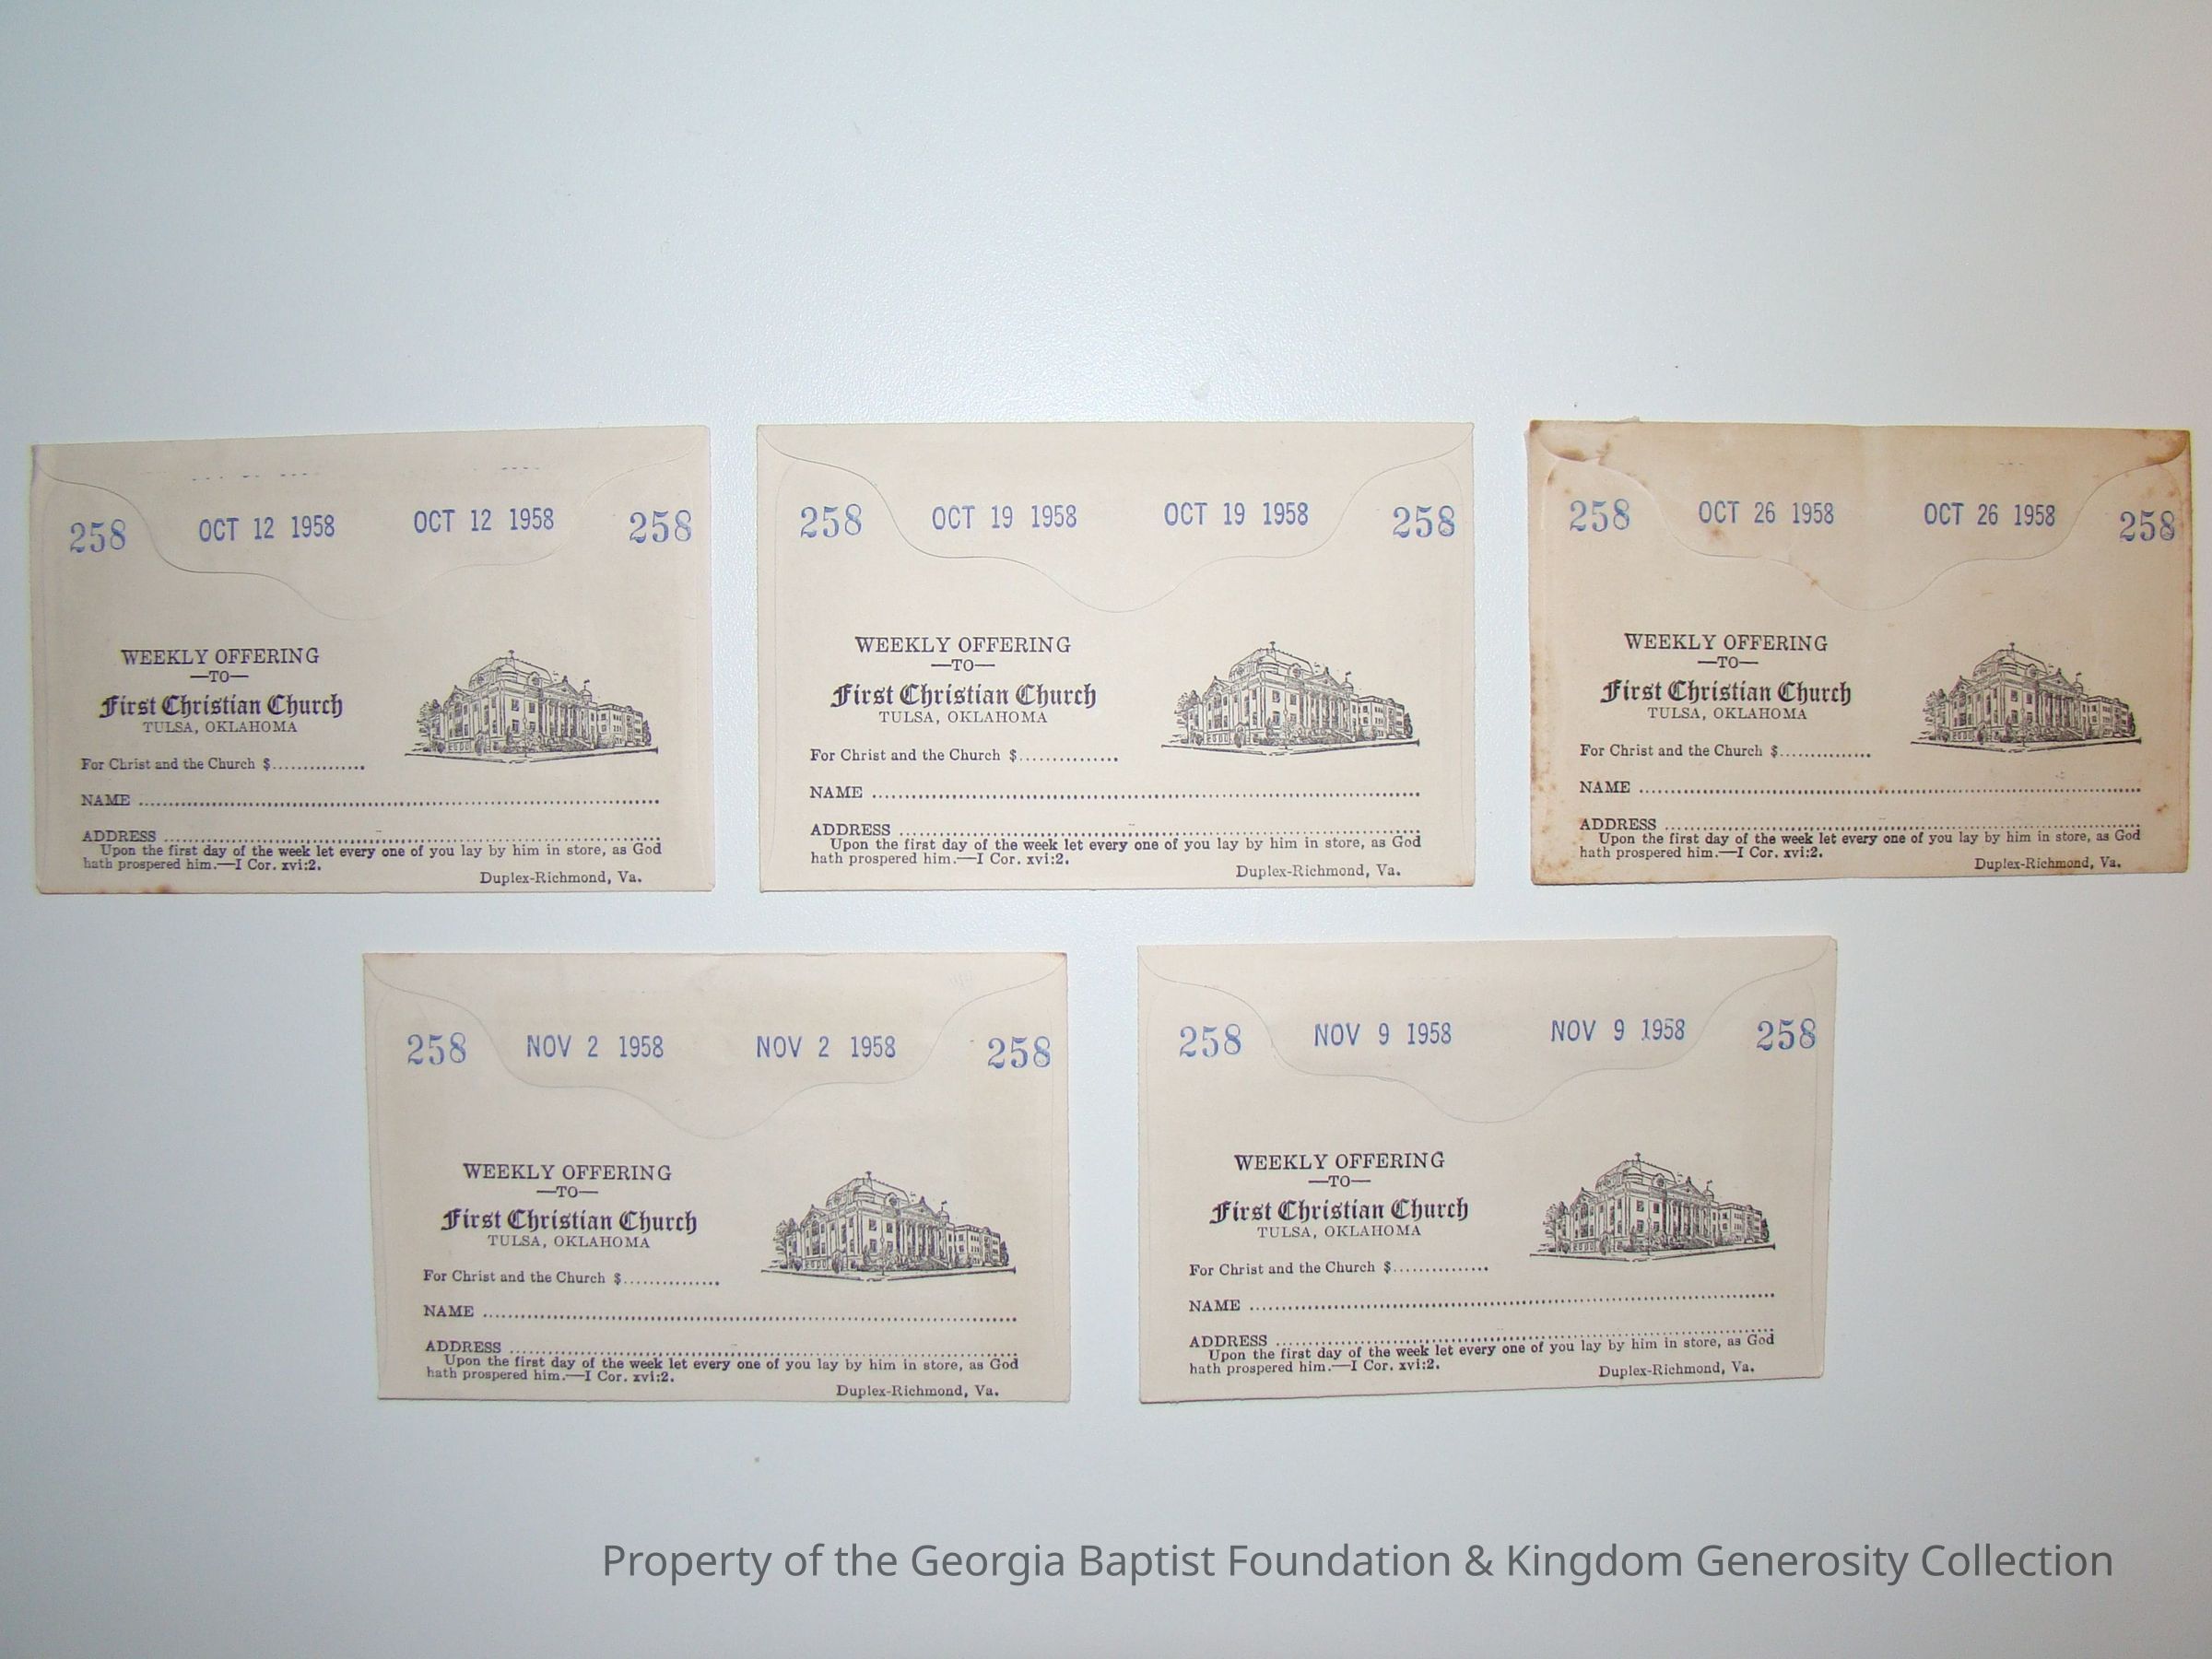 258 OCT 12 1958 OCT 12 1958 258
WEEKLY OFFERING
—TO—
First Christian Church
TULSA, OKLAHOMA
For Christ and the Church $...............
NAME ...............
ADDRESS ...............
Upon the first day of the week let every one of you lay by him in store, as God
hath prospered him.—I Cor. xvi:2.
Duplex-Richmond, Va.
258 OCT 19 1958 OCT 19 1958 258
WEEKLY OFFERING
—TO—
First Christian Church
TULSA, OKLAHOMA
For Christ and the Church $...............
NAME ...............
ADDRESS ...............
Upon the first day of the week let every one of you lay by him in store, as God
hath prospered him.—I Cor. xvi:2.
Duplex-Richmond, Va.
258 OCT 26 1958 OCT 26 1958 258
WEEKLY OFFERING
—TO—
First Christian Church
TULSA, OKLAHOMA
For Christ and the Church $...............
NAME ...............
ADDRESS ...............
Upon the first day of the week let every one of you lay by him in store, as God
hath prospered him.—I Cor. xvi:2.
Duplex-Richmond, Va.
258 NOV 2 1958 NOV 2 1958 258
WEEKLY OFFERING
—TO—
First Christian Church
TULSA, OKLAHOMA
For Christ and the Church $...............
NAME ...............
ADDRESS ...............
Upon the first day of the week let every one of you lay by him in store, as God
hath prospered him.—I Cor. xvi:2.
Duplex-Richmond, Va.
258 NOV 9 1958 NOV 9 1958 258
WEEKLY OFFERING
—TO—
First Christian Church
TULSA, OKLAHOMA
For Christ and the Church $...............
NAME ...............
ADDRESS ...............
Upon the first day of the week let every one of you lay by him in store, as God
hath prospered him.—I Cor. xvi:2.
Duplex-Richmond, Va.
Property of the Georgia Baptist Foundation & Kingdom Generosity Collection